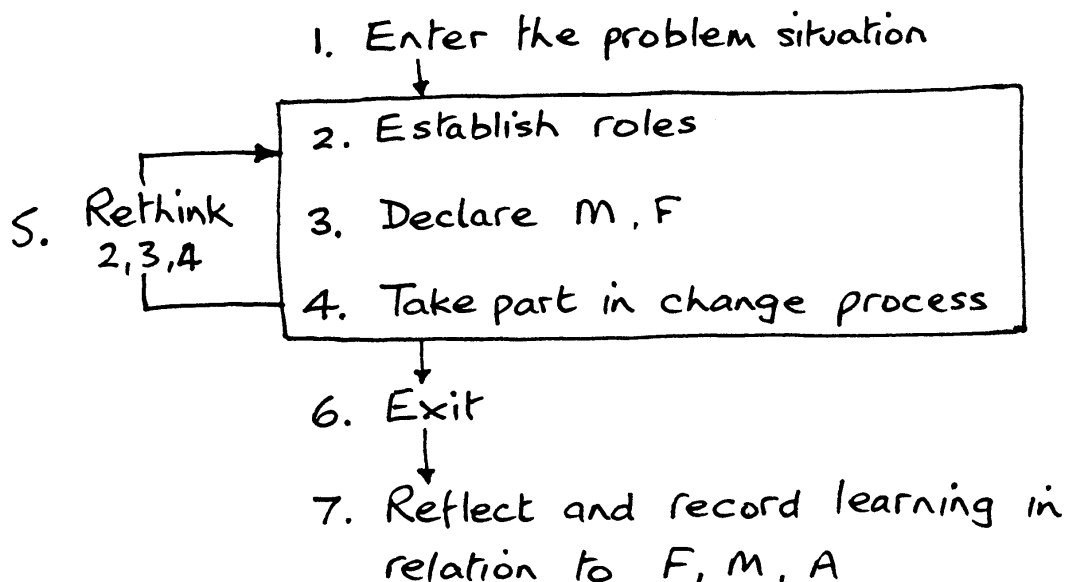 1. Enter the problem situation
2. Establish roles
5. Rethink
2,3,4
3. Declare M, F
4. Take part in change process
6. Exit
7. Reflect and record learning in
relation to F, M, A